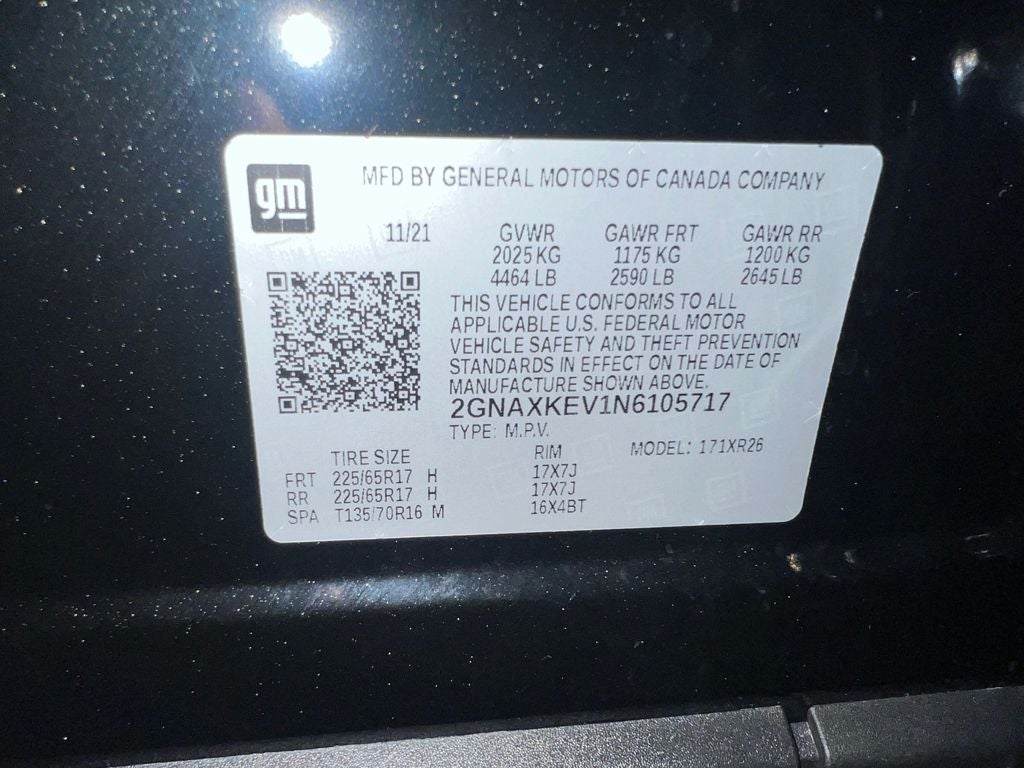 gm
MFD BY GENERAL MOTORS OF CANADA COMPANY
11/21 GVWR GAWR FRT GAWR RR
2025 KG 1175 KG 1200 KG
4464 LB 2590 LB 2645 LB
THIS VEHICLE CONFORMS TO ALL
APPLICABLE U.S. FEDERAL MOTOR
VEHICLE SAFETY AND THEFT PREVENTION
STANDARDS IN EFFECT ON THE DATE OF
MANUFACTURE SHOWN ABOVE.
2GNAXKEV1N6105717
TYPE: M.P.V. MODEL: 171XR26
TIRE SIZE RIM
FRT 225/65R17 H 17X7J
RR 225/65R17 H 17X7J
SPA T135/70R16 M 16X4BT